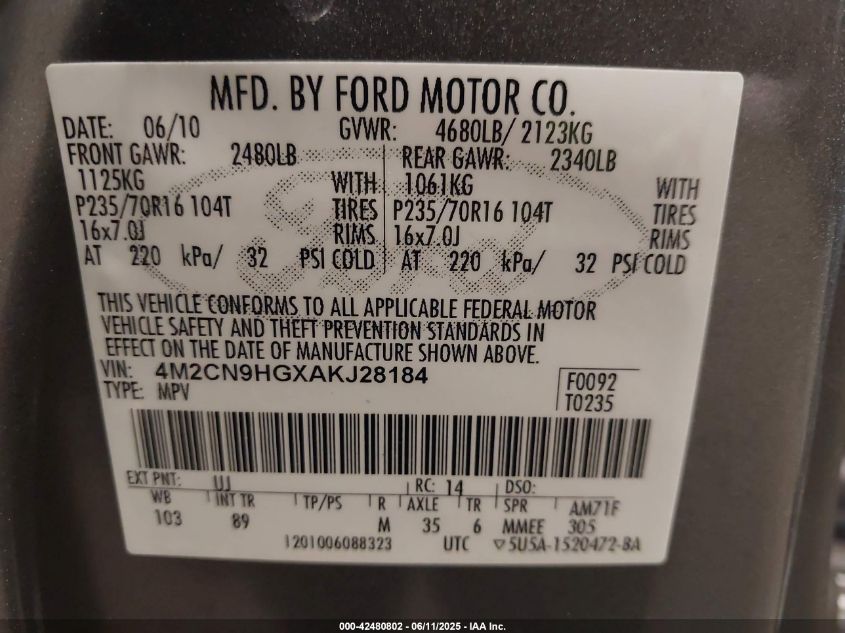 MFD. BY FORD MOTOR CO.
DATE: 06/10 GVWR: 4680LB/ 2123KG
FRONT GAWR: 2480LB REAR GAWR: 2340LB
1125KG WITH 1061KG WITH
P235/70R16 104T TIRES P235/70R16 104T TIRES
16x7.0J RIMS 16x7.0J RIMS
AT 220 kPa/ 32 PSI COLD AT 220 kPa/ 32 PSI COLD
THIS VEHICLE CONFORMS TO ALL APPLICABLE FEDERAL MOTOR
VEHICLE SAFETY AND THEFT PREVENTION STANDARDS IN
EFFECT ON THE DATE OF MANUFACTURE SHOWN ABOVE.
VIN: 4M2CN9HGXAKJ28184 F0092
TYPE: MPV T0235
EXT PNT: UJ RC: 14 DSO:
WB INT TR TP/PS R AXLE TR SPR AM71F
103 89 M 35 6 MMEE 305
1201006088323 UTC ▽5U5A-1520472-BA
000-42480802 - 06/11/2025 - IAA Inc.